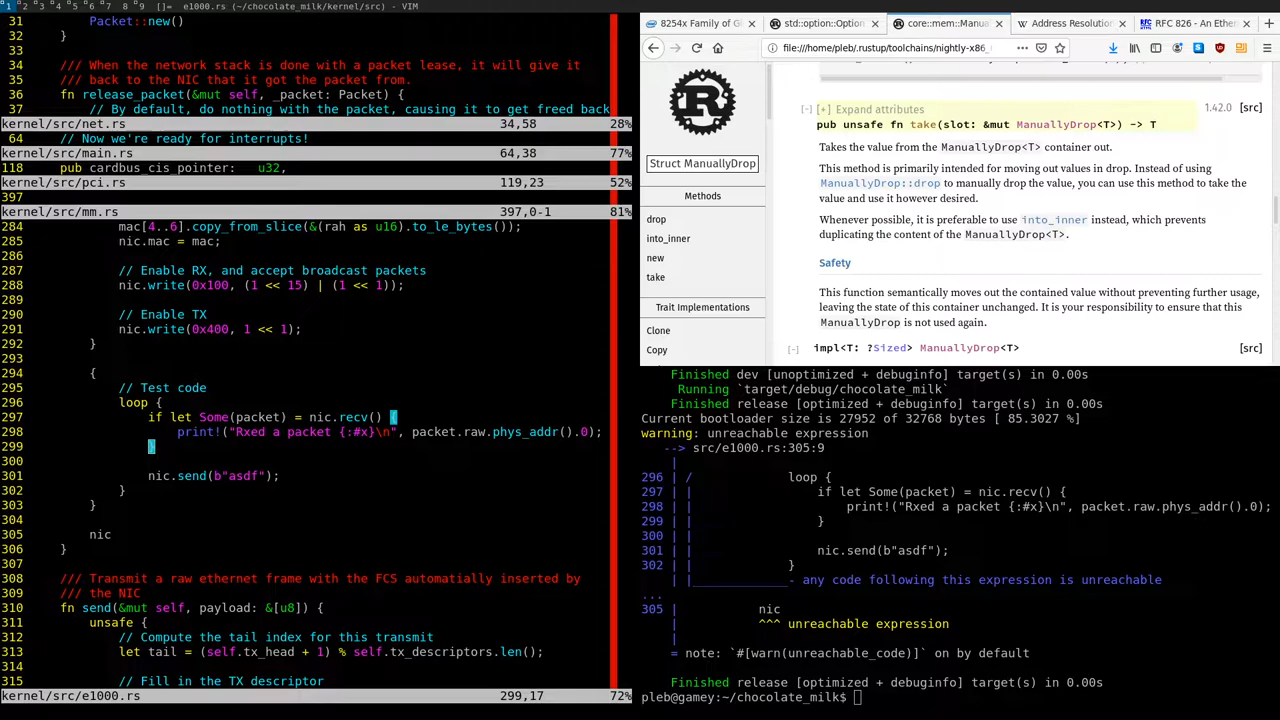 1 2 3 4 5 6 7 8 9 []= e1000.rs (~/chocolate_milk/kernel/src) - VIM
31 Packet::new()
32 }
33
34 /// When the network stack is done with a packet lease, it will give it
35 /// back to the NIC that it got the packet from.
36 fn release_packet(&mut self, _packet: Packet) {
37 // By default, do nothing with the packet, causing it to get freed back
kernel/src/net.rs 34,58 28%
64 // Now we're ready for interrupts!
kernel/src/main.rs 64,38 77%
118 pub cardbus_cis_pointer: u32,
kernel/src/pci.rs 119,23 52%
397
kernel/src/mm.rs 397,0-1 81%
284 mac[4..6].copy_from_slice(&(rah as u16).to_le_bytes());
285 nic.mac = mac;
286
287 // Enable RX, and accept broadcast packets
288 nic.write(0x100, (1 << 15) | (1 << 1));
289
290 // Enable TX
291 nic.write(0x400, 1 << 1);
292 }
293
294 {
295 // Test code
296 loop {
297 if let Some(packet) = nic.recv() {
298 print!("Rxed a packet {:#x}\n", packet.raw.phys_addr().0);
299 }
300
301 nic.send(b"asdf");
302 }
303 }
304
305 nic
306 }
307
308 /// Transmit a raw ethernet frame with the FCS automatially inserted by
309 /// the NIC
310 fn send(&mut self, payload: &[u8]) {
311 unsafe {
312 // Compute the tail index for this transmit
313 let tail = (self.tx_head + 1) % self.tx_descriptors.len();
314
315 // Fill in the TX descriptor
kernel/src/e1000.rs 299,17 72%
8254x Family of Gi
std::option::Option
core::mem::Manua
Address Resolution
RFC 826 - An Ether
file:///home/pleb/.rustup/toolchains/nightly-x86_
Struct ManuallyDrop
Methods
drop
into_inner
new
take
Trait Implementations
Clone
Copy
[-] [+] Expand attributes 1.42.0 [src]
pub unsafe fn take(slot: &mut ManuallyDrop<T>) -> T
Takes the value from the ManuallyDrop<T> container out.
This method is primarily intended for moving out values in drop. Instead of using
ManuallyDrop::drop to manually drop the value, you can use this method to take the
value and use it however desired.
Whenever possible, it is preferable to use into_inner instead, which prevents
duplicating the content of the ManuallyDrop<T>.
Safety
This function semantically moves out the contained value without preventing further usage,
leaving the state of this container unchanged. It is your responsibility to ensure that this
ManuallyDrop is not used again.
[-] impl<T: ?Sized> ManuallyDrop<T> [src]
Finished dev [unoptimized + debuginfo] target(s) in 0.00s
Running `target/debug/chocolate_milk`
Finished release [optimized + debuginfo] target(s) in 0.00s
Current bootloader size is 27952 of 32768 bytes [ 85.3027 %]
warning: unreachable expression
--> src/e1000.rs:305:9
|
296 | / loop {
297 | | if let Some(packet) = nic.recv() {
298 | | print!("Rxed a packet {:#x}\n", packet.raw.phys_addr().0);
299 | | }
300 | |
301 | | nic.send(b"asdf");
302 | | }
| |_____________- any code following this expression is unreachable
...
305 | nic
| ^^^ unreachable expression
|
= note: `#[warn(unreachable_code)]` on by default
Finished release [optimized + debuginfo] target(s) in 0.00s
pleb@gamey:~/chocolate_milk$